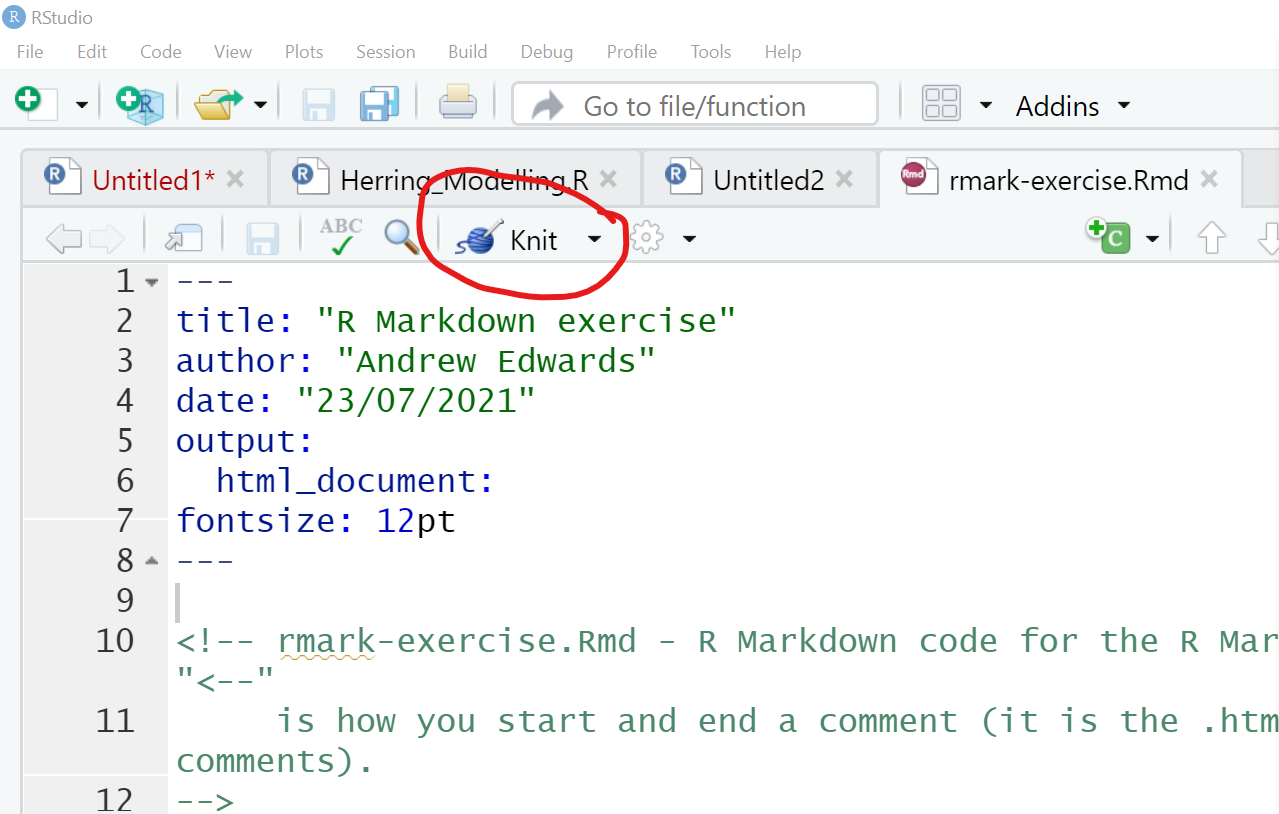 R RStudio
File Edit Code View Plots Session Build Debug Profile Tools Help
R Go to file/function Addins
R Untitled1* R Herring_Modelling.R R Untitled2 Rmd rmark-exercise.Rmd
ABC Knit C
1 ---
2 title: "R Markdown exercise"
3 author: "Andrew Edwards"
4 date: "23/07/2021"
5 output:
6 html_document:
7 fontsize: 12pt
8 ---
9
10 <!-- rmark-exercise.Rmd - R Markdown code for the R Mar
"<--"
11 is how you start and end a comment (it is the .htm
comments).
12 -->